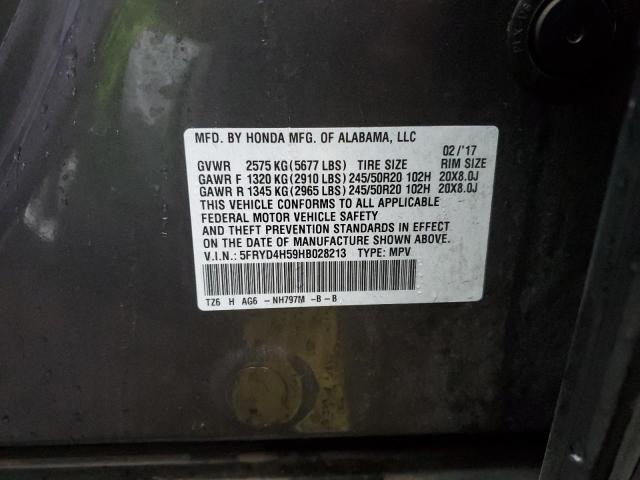 MFD. BY HONDA MFG. OF ALABAMA, LLC
02 /'17
GVWR 2575 KG (5677 LBS) TIRE SIZE RIM SIZE
GAWR F 1320 KG (2910 LBS) 245/50R20 102H 20X8.0J
GAWR R 1345 KG (2965 LBS) 245/50R20 102H 20X8.0J
THIS VEHICLE CONFORMS TO ALL APPLICABLE
FEDERAL MOTOR VEHICLE SAFETY
AND THEFT PREVENTION STANDARDS IN EFFECT
ON THE DATE OF MANUFACTURE SHOWN ABOVE.
V.I.N.: 5FRYD4H59HB028213 TYPE: MPV
TZ6 H AG6 -NH797M -B-B